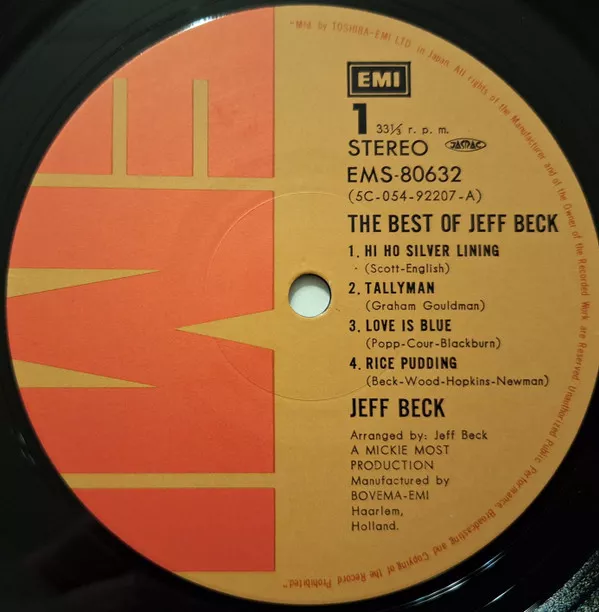 "Mfd. by TOSHIBA-EMI LTD. in Japan. All rights of the Manufacturer and of the Owner of the Recorded Work are Reserved. Unauthorized Public Performance, Broadcasting and Copying of the Record Prohibited"
EMI
EMI
1 33⅓ r. p. m.
STEREO JASRAC
EMS-80632
(5C-054-92207-A)
THE BEST OF JEFF BECK
1. HI HO SILVER LINING
(Scott-English)
2. TALLYMAN
(Graham Gouldman)
3. LOVE IS BLUE
(Popp-Cour-Blackburn)
4. RICE PUDDING
(Beck-Wood-Hopkins-Newman)
JEFF BECK
Arranged by: Jeff Beck
A MICKIE MOST
PRODUCTION
Manufactured by
BOVEMA-EMI
Haarlem,
Holland.